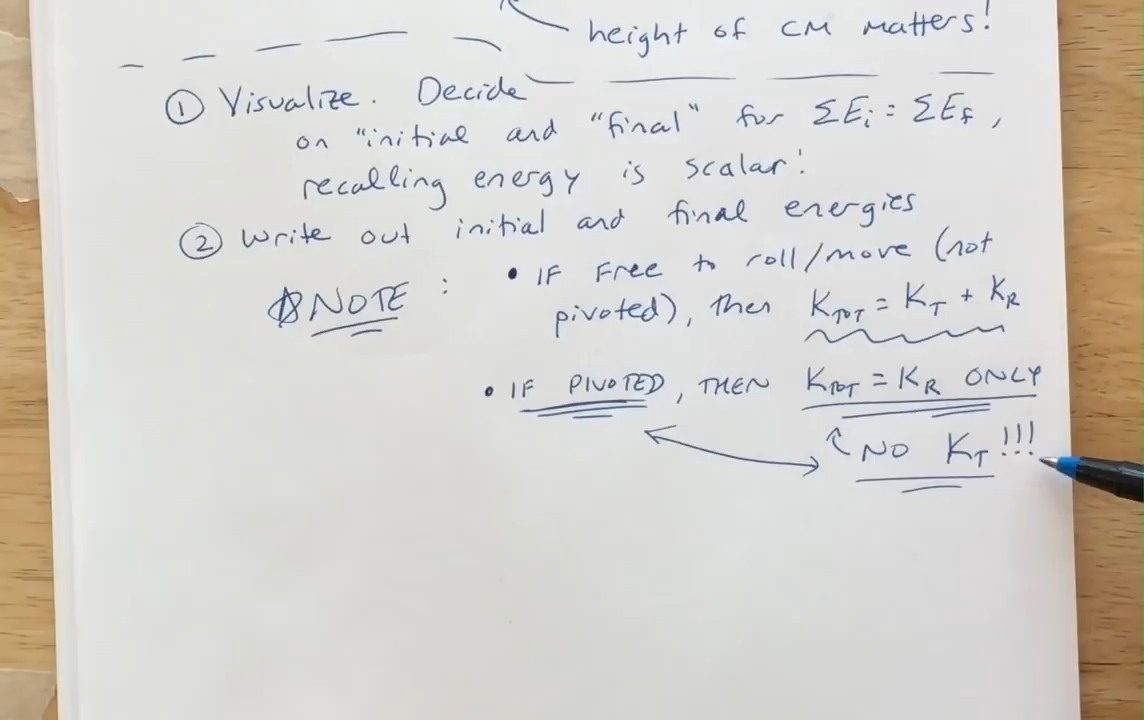 height of CM matters!
① Visualize. Decide
on "initial and "final" for ΣEi = ΣEf,
recalling energy is scalar!
② Write out initial and final energies
☆NOTE : • IF Free to roll/move (not
pivoted), then KTOT = KT + KR
• IF PIVOTED, THEN KTOT = KR ONLY
NO KT!!!